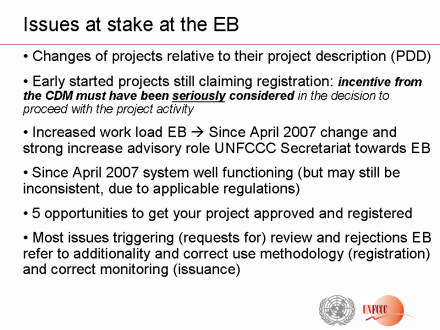 Issues at stake at the EB
• Changes of projects relative to their project description (PDD)
• Early started projects still claiming registration: incentive from
the CDM must have been seriously considered in the decision to
proceed with the project activity
• Increased work load EB → Since April 2007 change and
strong increase advisory role UNFCCC Secretariat towards EB
• Since April 2007 system well functioning (but may still be
inconsistent, due to applicable regulations)
• 5 opportunities to get your project approved and registered
• Most issues triggering (requests for) review and rejections EB
refer to additionality and correct use methodology (registration)
and correct monitoring (issuance)
UNFCCC